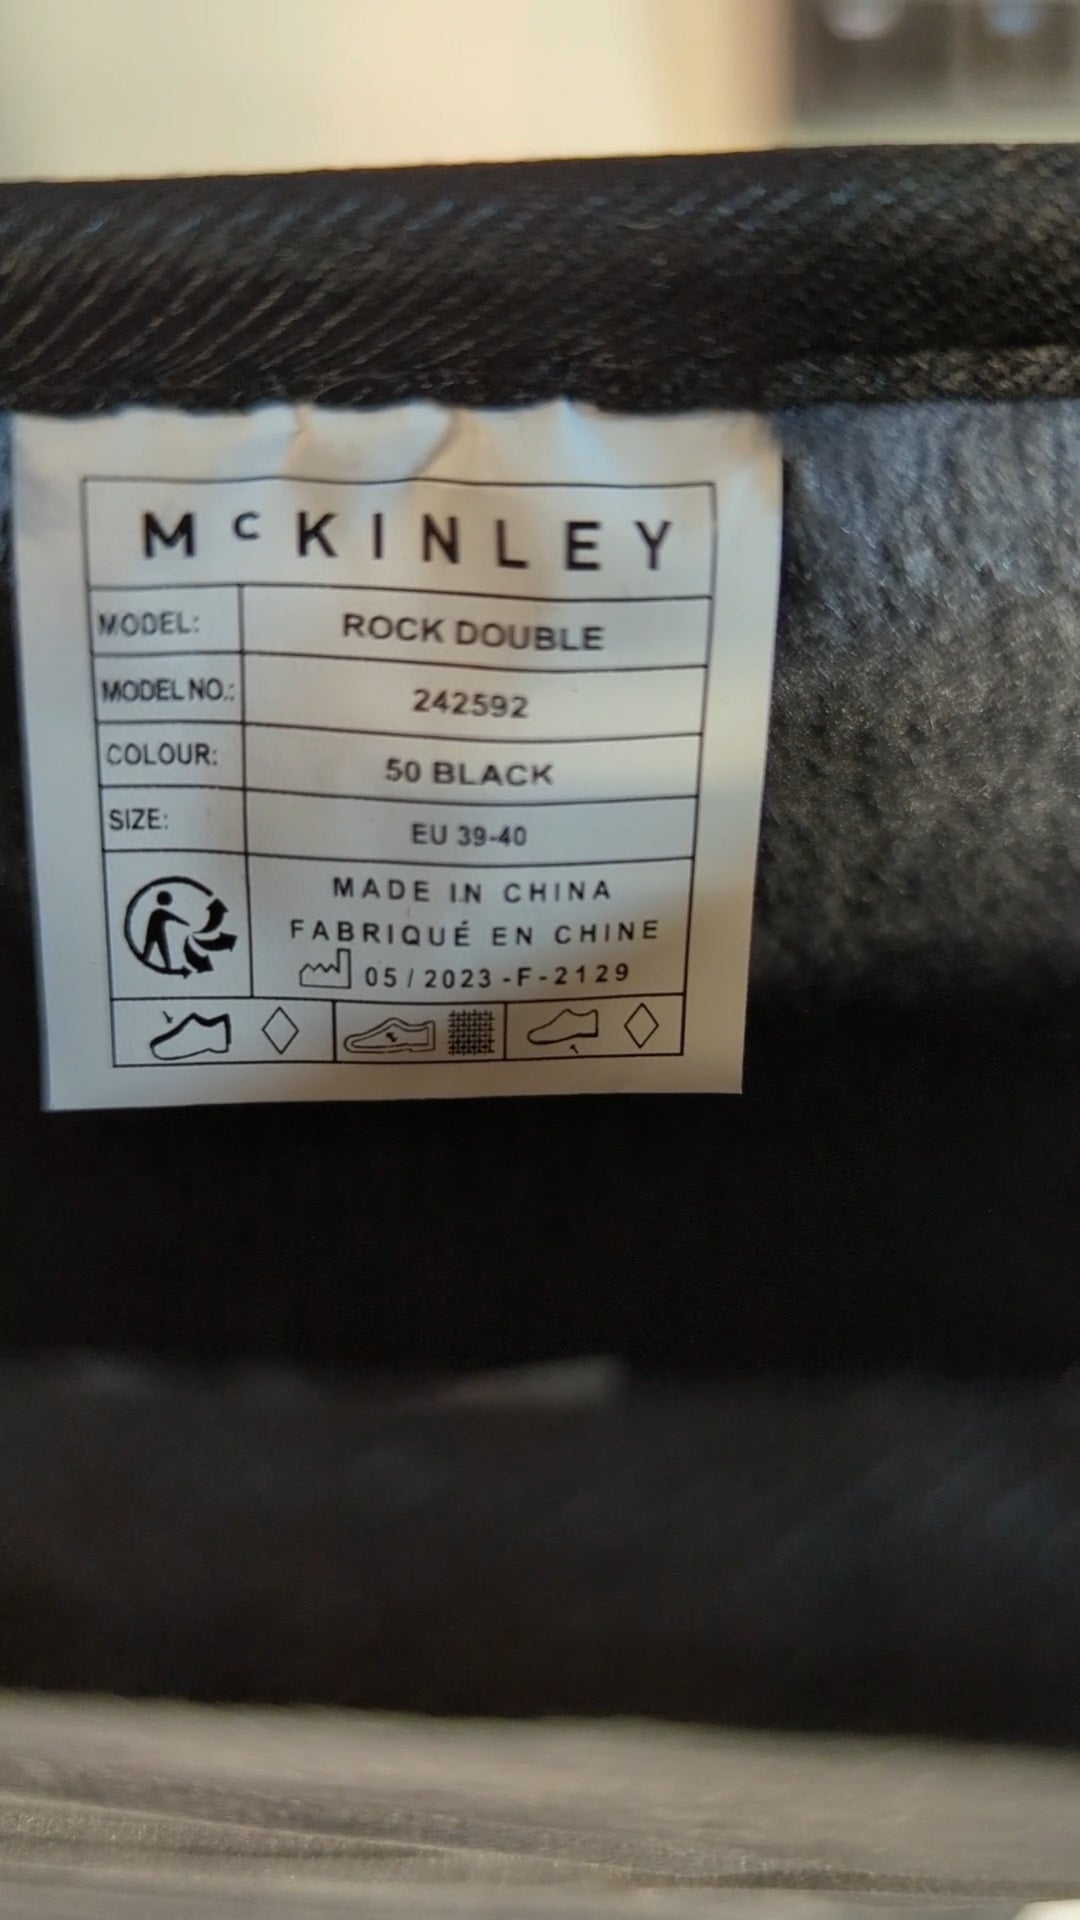 McKINLEY
MODEL: ROCK DOUBLE
MODEL NO.: 242592
COLOUR: 50 BLACK
SIZE: EU 39-40
MADE IN CHINA
FABRIQUÉ EN CHINE
05/2023-F-2129